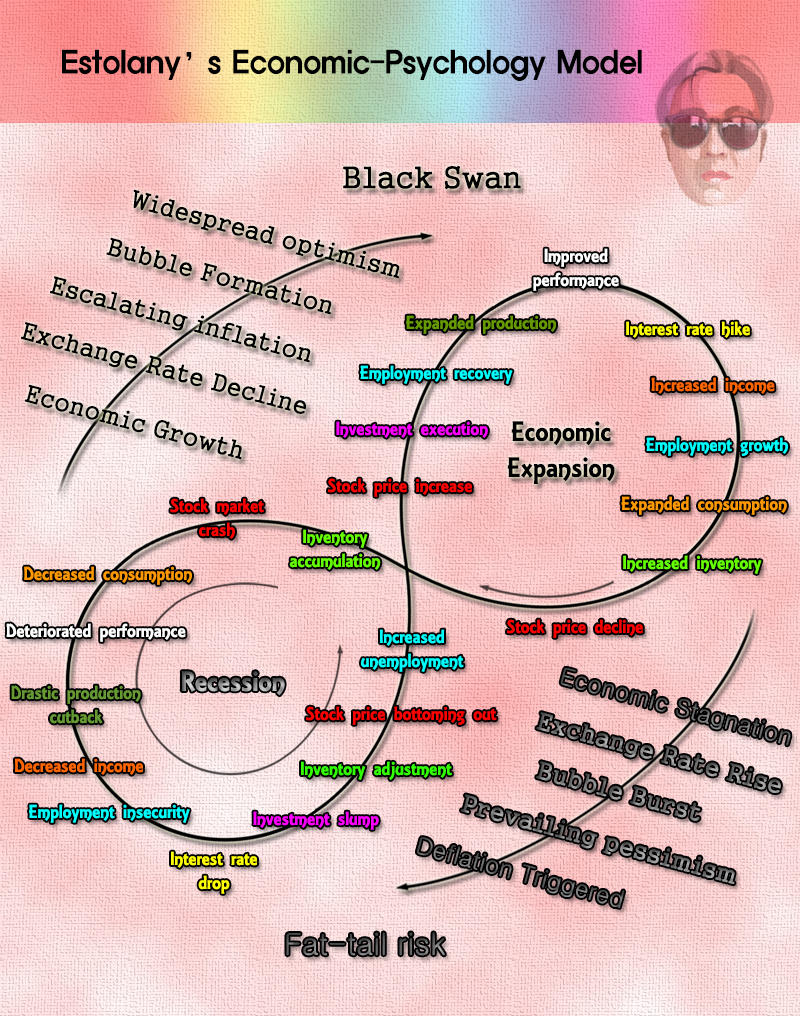 Estolany’s Economic-Psychology Model
Black Swan
Widespread optimism
Bubble Formation
Escalating inflation
Exchange Rate Decline
Economic Growth
Improved
performance
Expanded production
Interest rate hike
Employment recovery
Increased income
Investment execution
Economic
Expansion
Employment growth
Stock price increase
Expanded consumption
Stock market
crash
Inventory
accumulation
Increased inventory
Decreased consumption
Stock price decline
Deteriorated performance
Increased
unemployment
Recession
Drastic production
cutback
Stock price bottoming out
Decreased income
Inventory adjustment
Employment insecurity
Investment slump
Interest rate
drop
Economic Stagnation
Exchange Rate Rise
Bubble Burst
Prevailing pessimism
Deflation Triggered
Fat-tail risk